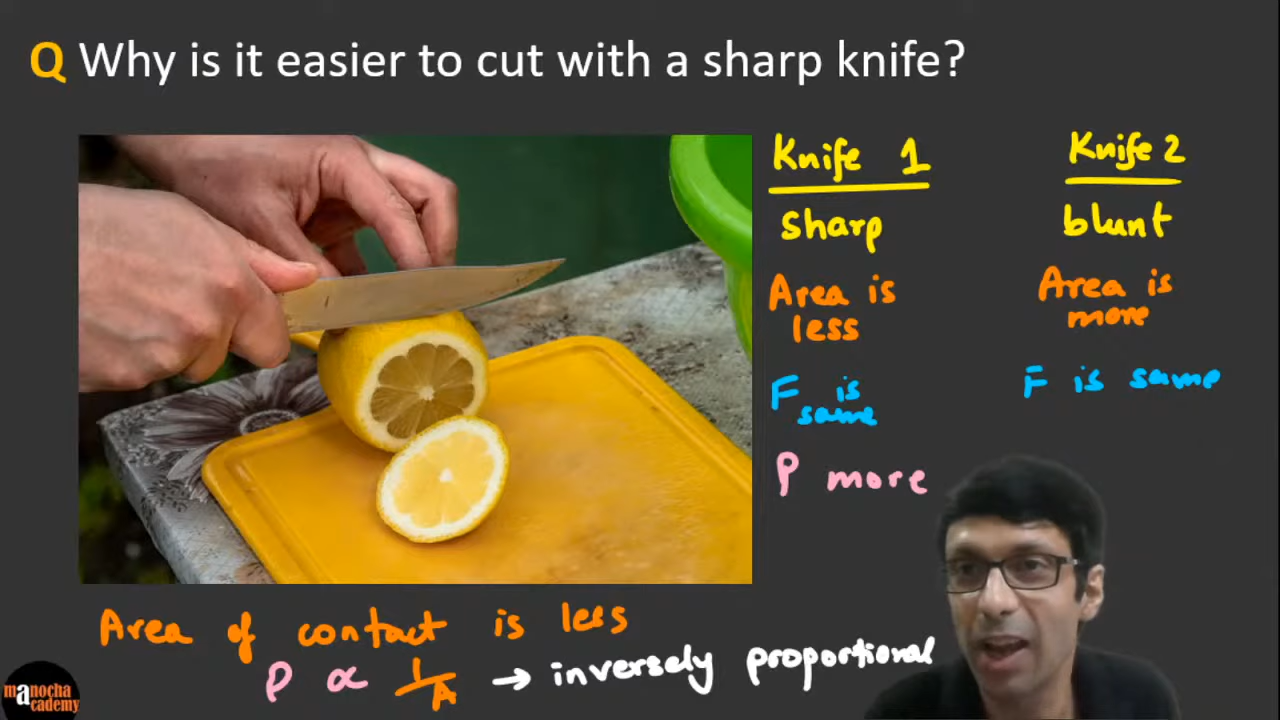 Q Why is it easier to cut with a sharp knife?
Knife 1
sharp
Area is
less
F is
same
P more
Knife 2
blunt
Area is
more
F is same
Area of contact is less
P ∝ 1/A → inversely proportional
manocha
academy